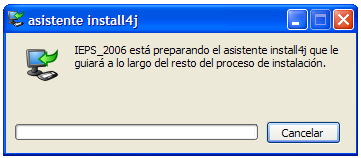 asistente install4j
IEPS_2006 está preparando el asistente install4j que le
guiará a lo largo del resto del proceso de instalación.
Cancelar